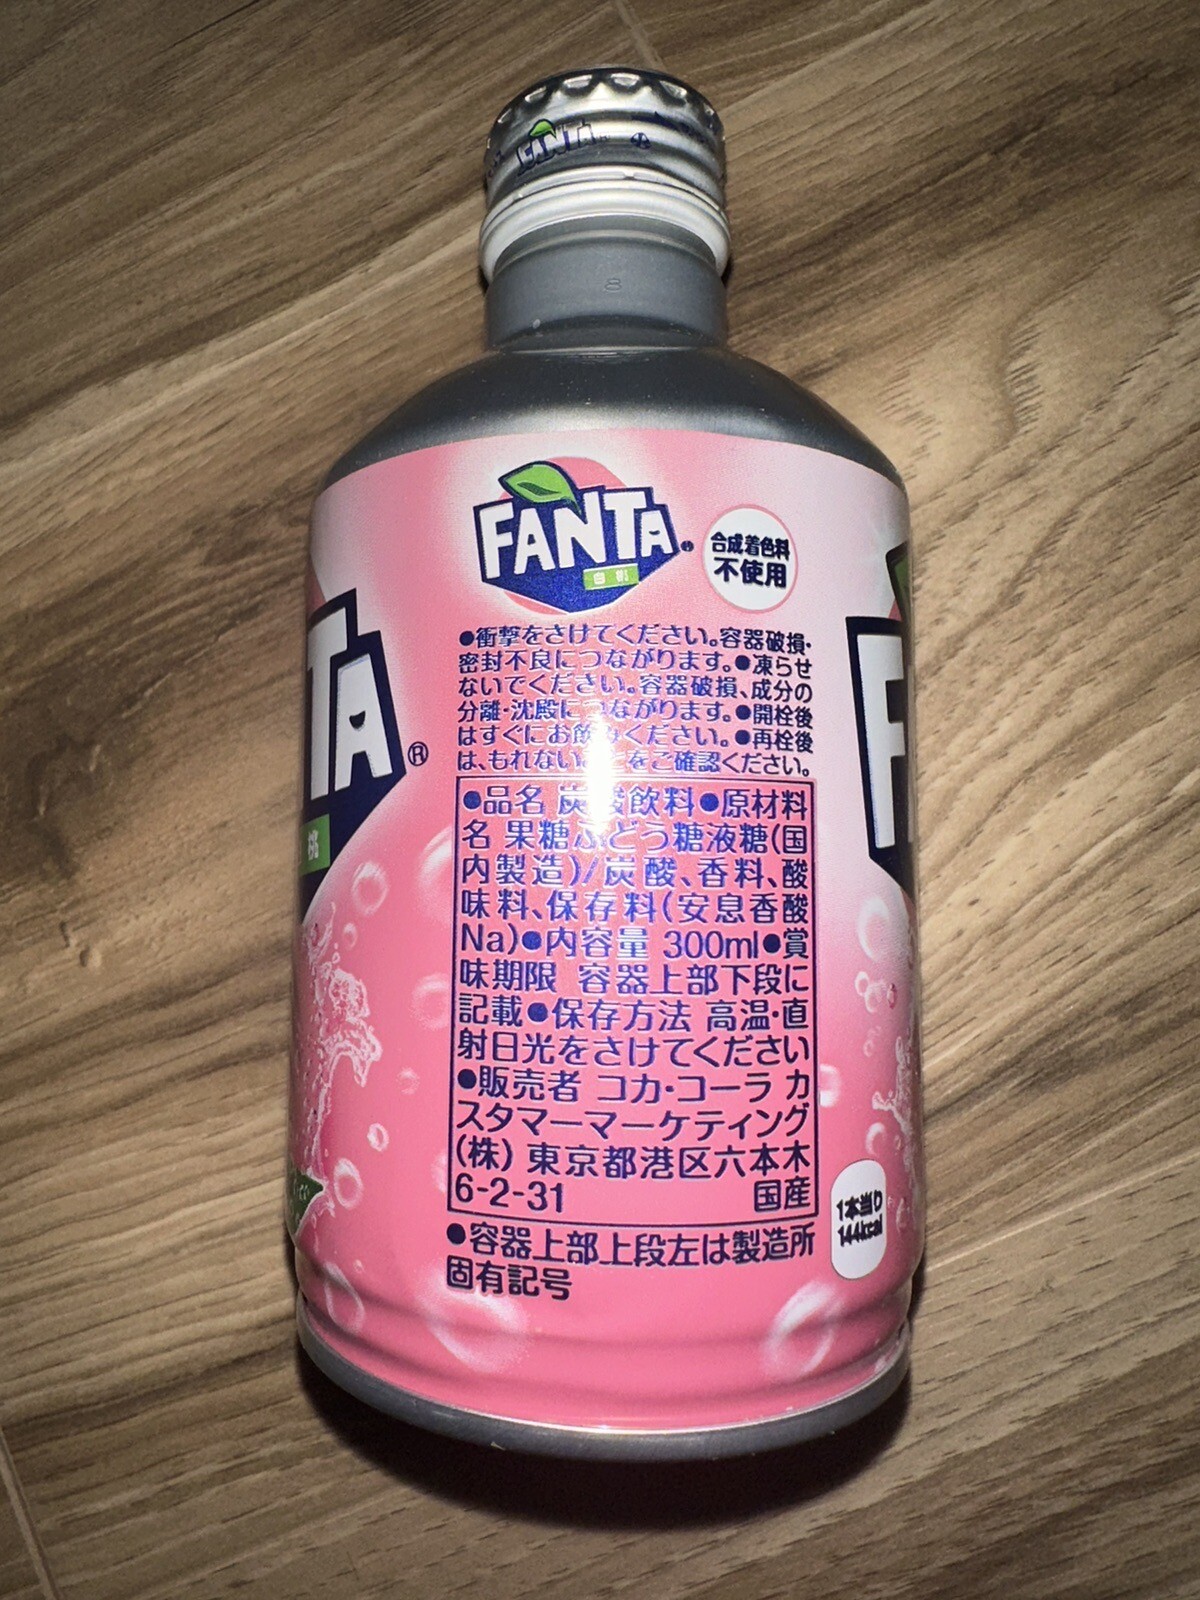 FANTA
FANTA
白桃
合成着色料
不使用
●衝撃をさけてください。容器破損・
密封不良につながります。●凍らせ
ないでください。容器破損、成分の
分離・沈殿につながります。●開栓後
はすぐにお飲みください。●再栓後
は、もれないことをご確認ください。
●品名 炭酸飲料●原材料
名 果糖ぶどう糖液糖(国
内製造)/炭酸、香料、酸
味料、保存料(安息香酸
Na)●内容量 300ml●賞
味期限 容器上部下段に
記載●保存方法 高温・直
射日光をさけてください
●販売者 コカ・コーラ カ
スタマーマーケティング
(株) 東京都港区六本木
6-2-31 国産
●容器上部上段左は製造所
固有記号
1本当り
144kcal
TA®
桃
F
8